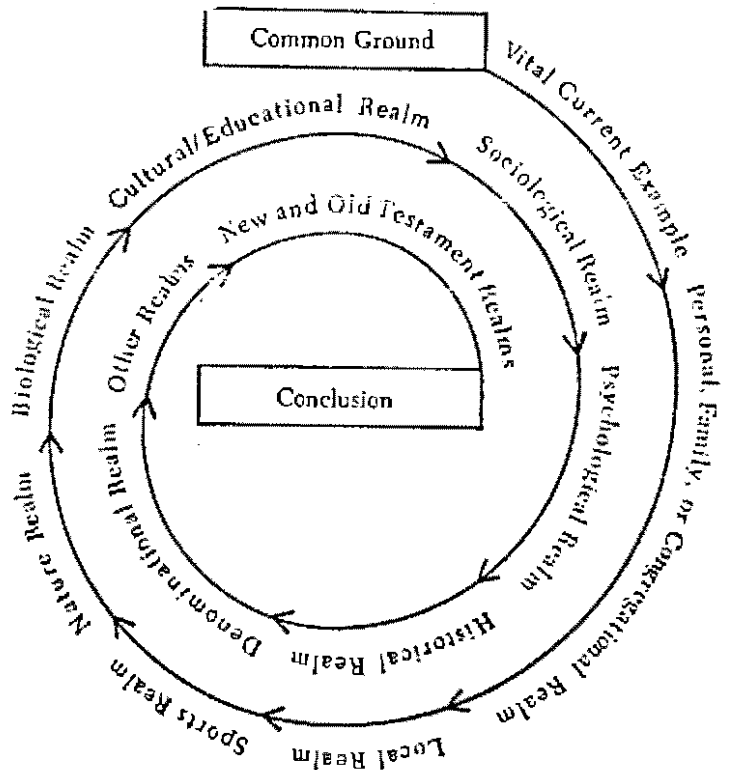 Common Ground
Vital Current Example
Personal, Family, or Congregational Realm
Local Realm
Sports Realm
Nature Realm
Biological Realm
Cultural/Educational Realm
Sociological Realm
Psychological Realm
Historical Realm
Denominational Realm
Other Realms
New and Old Testament Realms
Conclusion